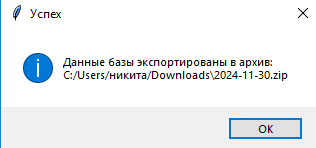 Успех
Данные базы экспортированы в архив:
C:/Users/никита/Downloads\2024-11-30.zip
OK